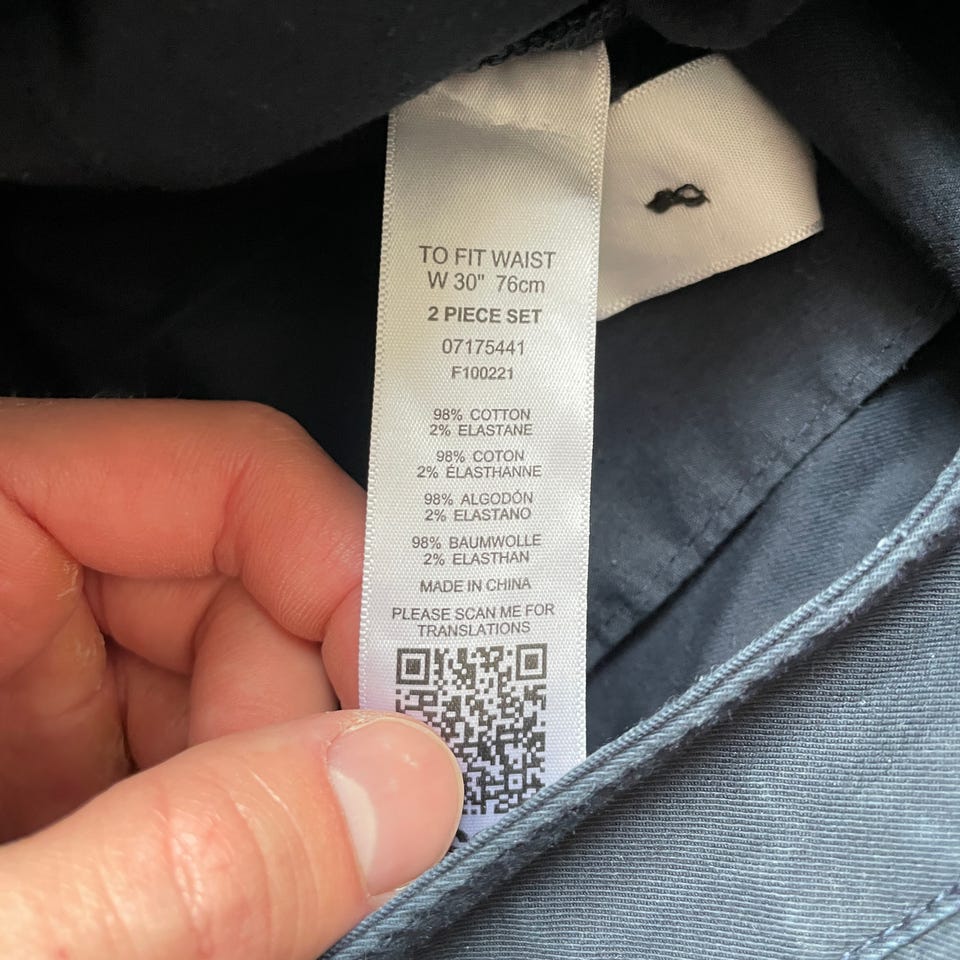 TO FIT WAIST
W 30" 76cm
2 PIECE SET
07175441
F100221
98% COTTON
2% ELASTANE
98% COTON
2% ÉLASTHANNE
98% ALGODÓN
2% ELASTANO
98% BAUMWOLLE
2% ELASTHAN
MADE IN CHINA
PLEASE SCAN ME FOR
TRANSLATIONS